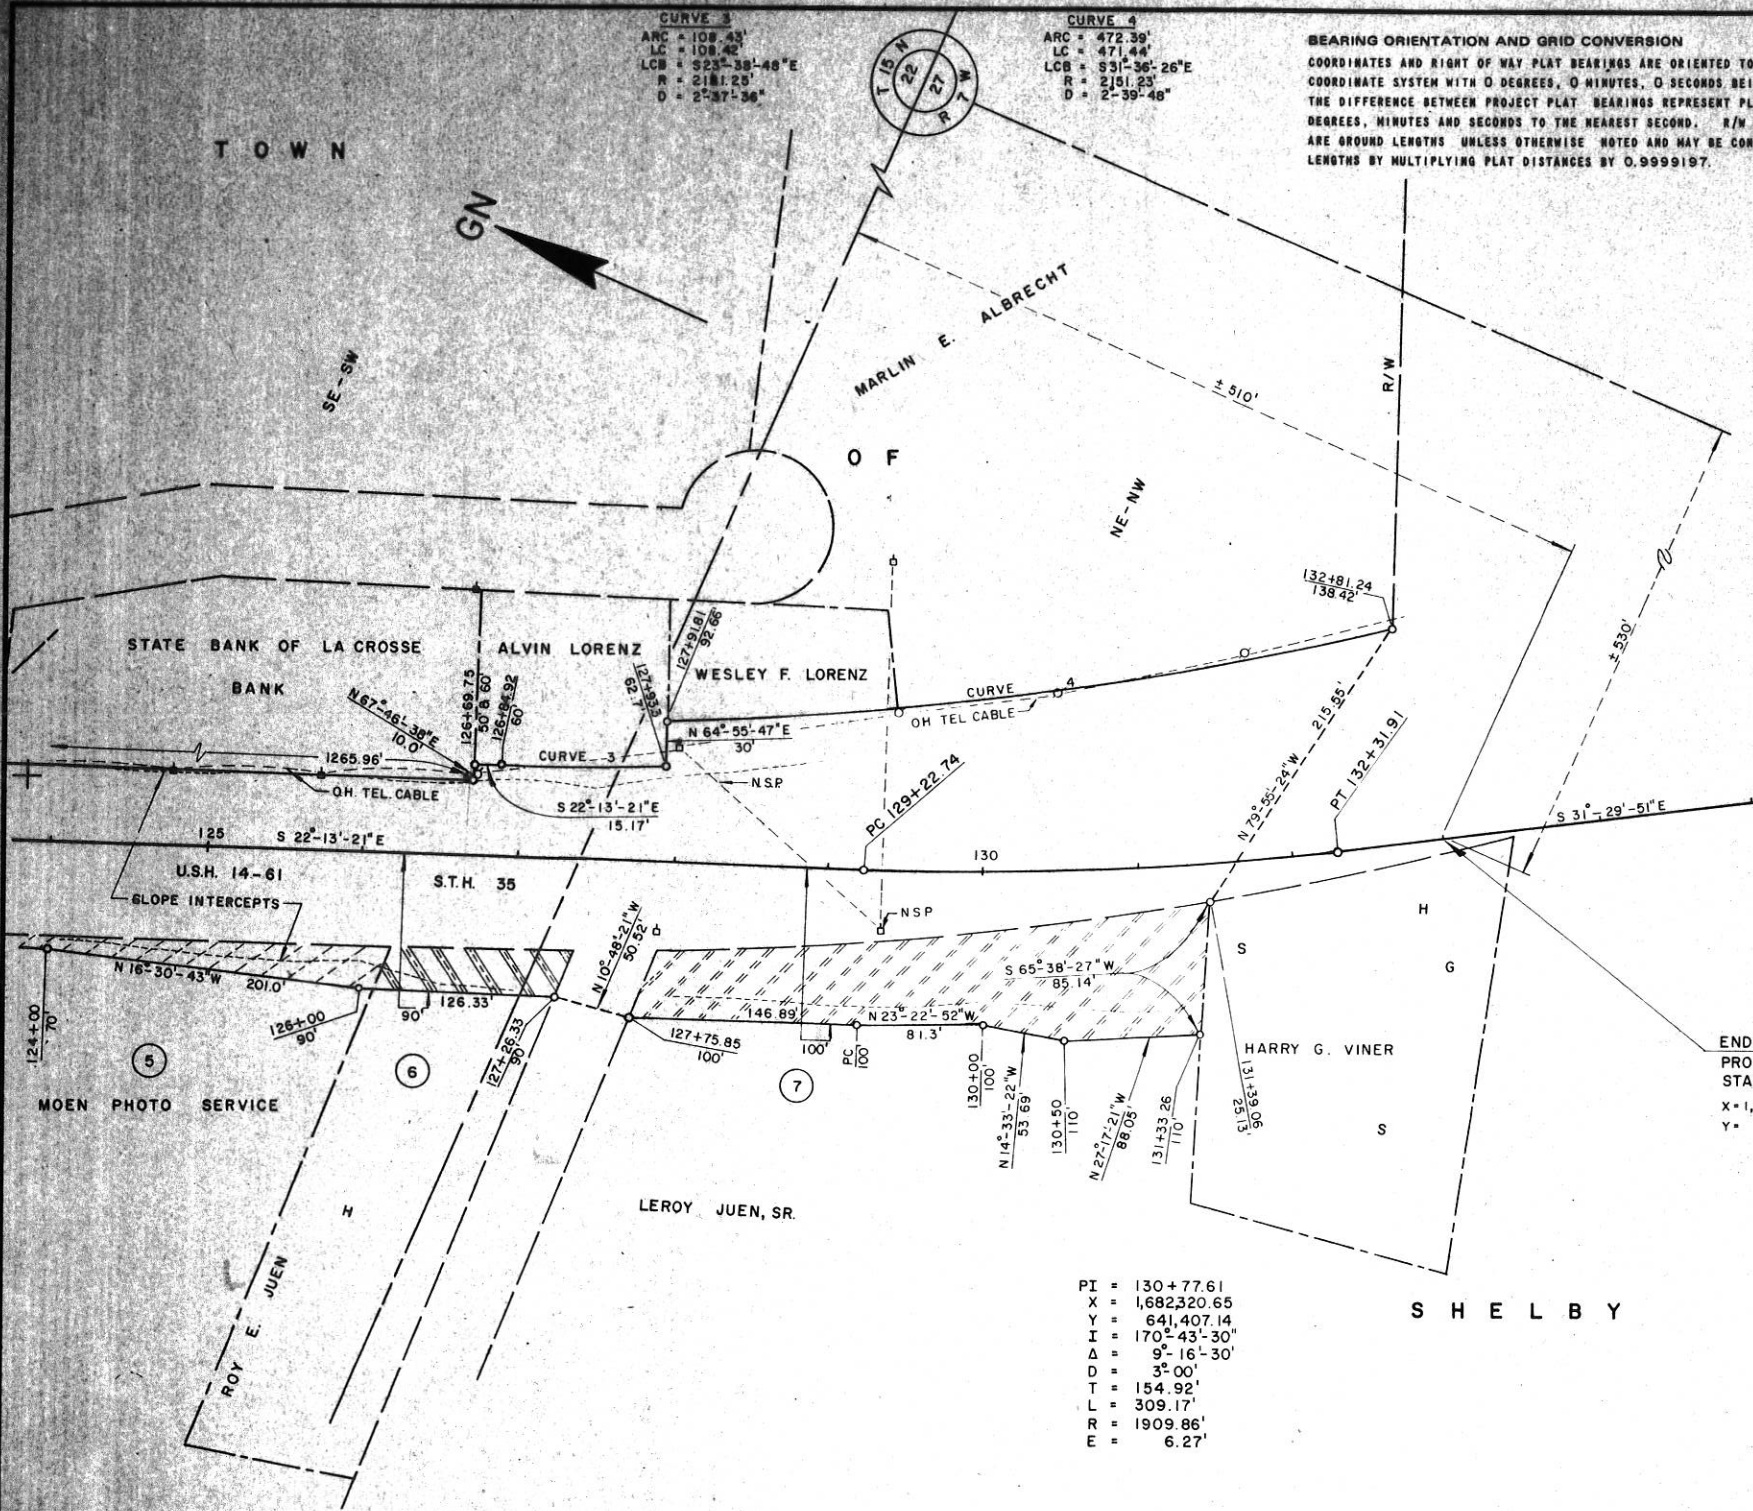 CURVE 3
ARC = 108.43'
LC = 108.42'
LCB = S23°-38'-48"E
R = 2181.25'
D = 2°-37'-36"
T 15 N
22
27
R 7 W
CURVE 4
ARC = 472.39'
LC = 471.44'
LCB = S31°-36'-26"E
R = 2151.23'
D = 2°-39'-48"
BEARING ORIENTATION AND GRID CONVERSION
COORDINATES AND RIGHT OF WAY PLAT BEARINGS ARE ORIENTED TO
COORDINATE SYSTEM WITH 0 DEGREES, 0 MINUTES, 0 SECONDS BEI
THE DIFFERENCE BETWEEN PROJECT PLAT BEARINGS REPRESENT PL
DEGREES, MINUTES AND SECONDS TO THE NEAREST SECOND. R/W
ARE GROUND LENGTHS UNLESS OTHERWISE NOTED AND MAY BE CON
LENGTHS BY MULTIPLYING PLAT DISTANCES BY 0.9999197.
TOWN
GN
SE-SW
MARLIN E. ALBRECHT
± 510'
R/W
OF
NE-NW
132+81.24
138.42'
± 530'
STATE BANK OF LA CROSSE
BANK
ALVIN LORENZ
WESLEY F. LORENZ
127+91.81
92.66'
127+93.3
62.7'
N67°-46'-38"E
10.0'
126+69.75
50' & 60'
126+84.92
60'
1265.96'
OH. TEL. CABLE
CURVE 3
N 64°-55'-47"E
30'
CURVE 4
OH TEL CABLE
S 22°-13'-21"E
15.17'
N.S.P.
PC 129+22.74
215.95'
N 79°-55'-24"W
PT 132+31.91
S 31°-29'-51"E
125
S 22°-13'-21"E
130
U.S.H. 14-61
S.T.H. 35
SLOPE INTERCEPTS
NSP
N 10°-48'-21"W
50.52'
N 16°-30'-43"W
201.0'
S 65°-38'-27"W
85.14'
S
H
G
S
124+00
70'
126+00
90'
90'
126.33'
127+26.33
90'
127+75.85
100'
146.89'
N 23°-22'-52"W
81.3'
100'
PC
100'
130+00
100'
N 14°-33'-22"W
53.69'
130+50
110'
N 27°-17'-21"W
88.05'
131+33.26
110'
131+39.06
25.13'
HARRY G. VINER
5
6
7
MOEN PHOTO SERVICE
END
PRO
STA
X=1,
Y=
H
ROY E. JUEN
LEROY JUEN, SR.
PI = 130+77.61
X = 1,682,320.65
Y = 641,407.14
I = 170°-43'-30"
Δ = 9°-16'-30"
D = 3°-00'
T = 154.92'
L = 309.17'
R = 1909.86'
E = 6.27'
SHELBY